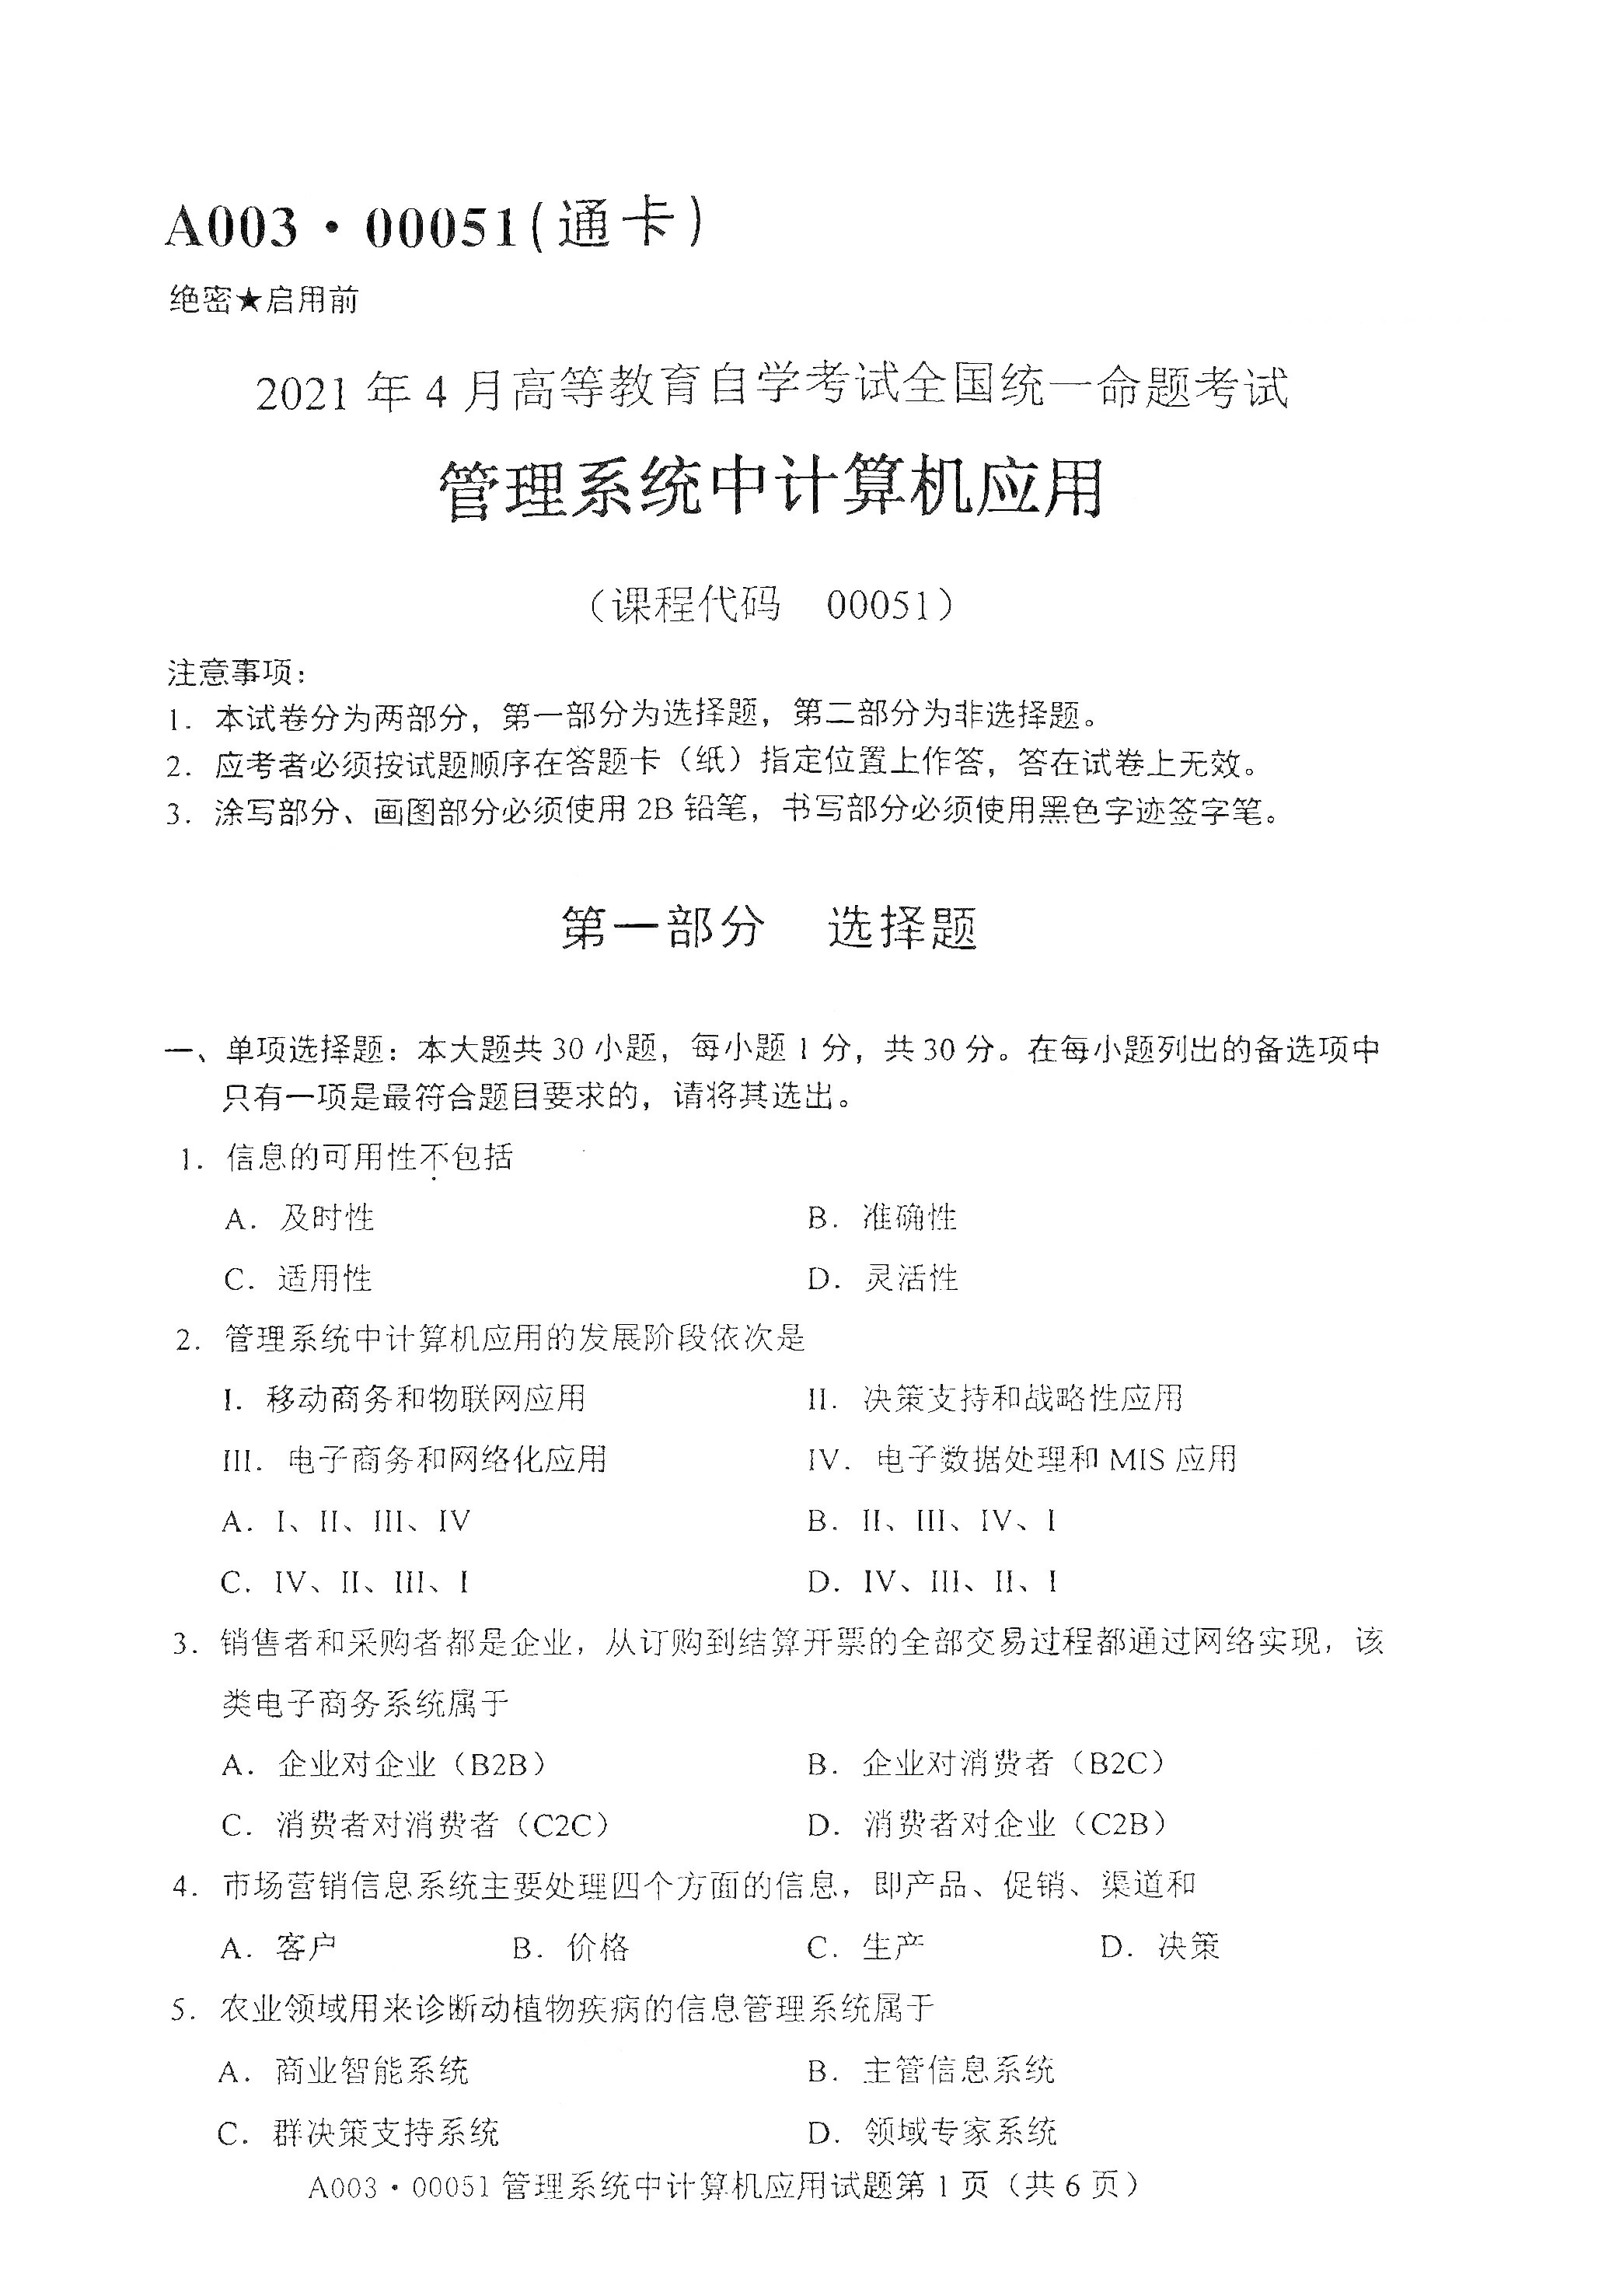 A003·00051(通卡)
绝密★启用前
2021 年 4 月高等教育自学考试全国统一命题考试
管理系统中计算机应用
（课程代码 00051）
注意事项：
1. 本试卷分为两部分，第一部分为选择题，第二部分为非选择题。
2. 应考者必须按试题顺序在答题卡（纸）指定位置上作答，答在试卷上无效。
3. 涂写部分、画图部分必须使用 2B 铅笔，书写部分必须使用黑色字迹签字笔。
第一部分 选择题
一、单项选择题：本大题共 30 小题，每小题 1 分，共 30 分。在每小题列出的备选项中
只有一项是最符合题目要求的，请将其选出。
1. 信息的可用性不包括
A. 及时性 B. 准确性
C. 适用性 D. 灵活性
2. 管理系统中计算机应用的发展阶段依次是
I. 移动商务和物联网应用 II. 决策支持和战略性应用
III. 电子商务和网络化应用 IV. 电子数据处理和 MIS 应用
A. I、II、III、IV B. II、III、IV、I
C. IV、II、III、I D. IV、III、II、I
3. 销售者和采购者都是企业，从订购到结算开票的全部交易过程都通过网络实现，该
类电子商务系统属于
A. 企业对企业（B2B） B. 企业对消费者（B2C）
C. 消费者对消费者（C2C） D. 消费者对企业（C2B）
4. 市场营销信息系统主要处理四个方面的信息，即产品、促销、渠道和
A. 客户 B. 价格 C. 生产 D. 决策
5. 农业领域用来诊断动植物疾病的信息管理系统属于
A. 商业智能系统 B. 主管信息系统
C. 群决策支持系统 D. 领域专家系统
A003·00051 管理系统中计算机应用试题第 1 页（共 6 页）